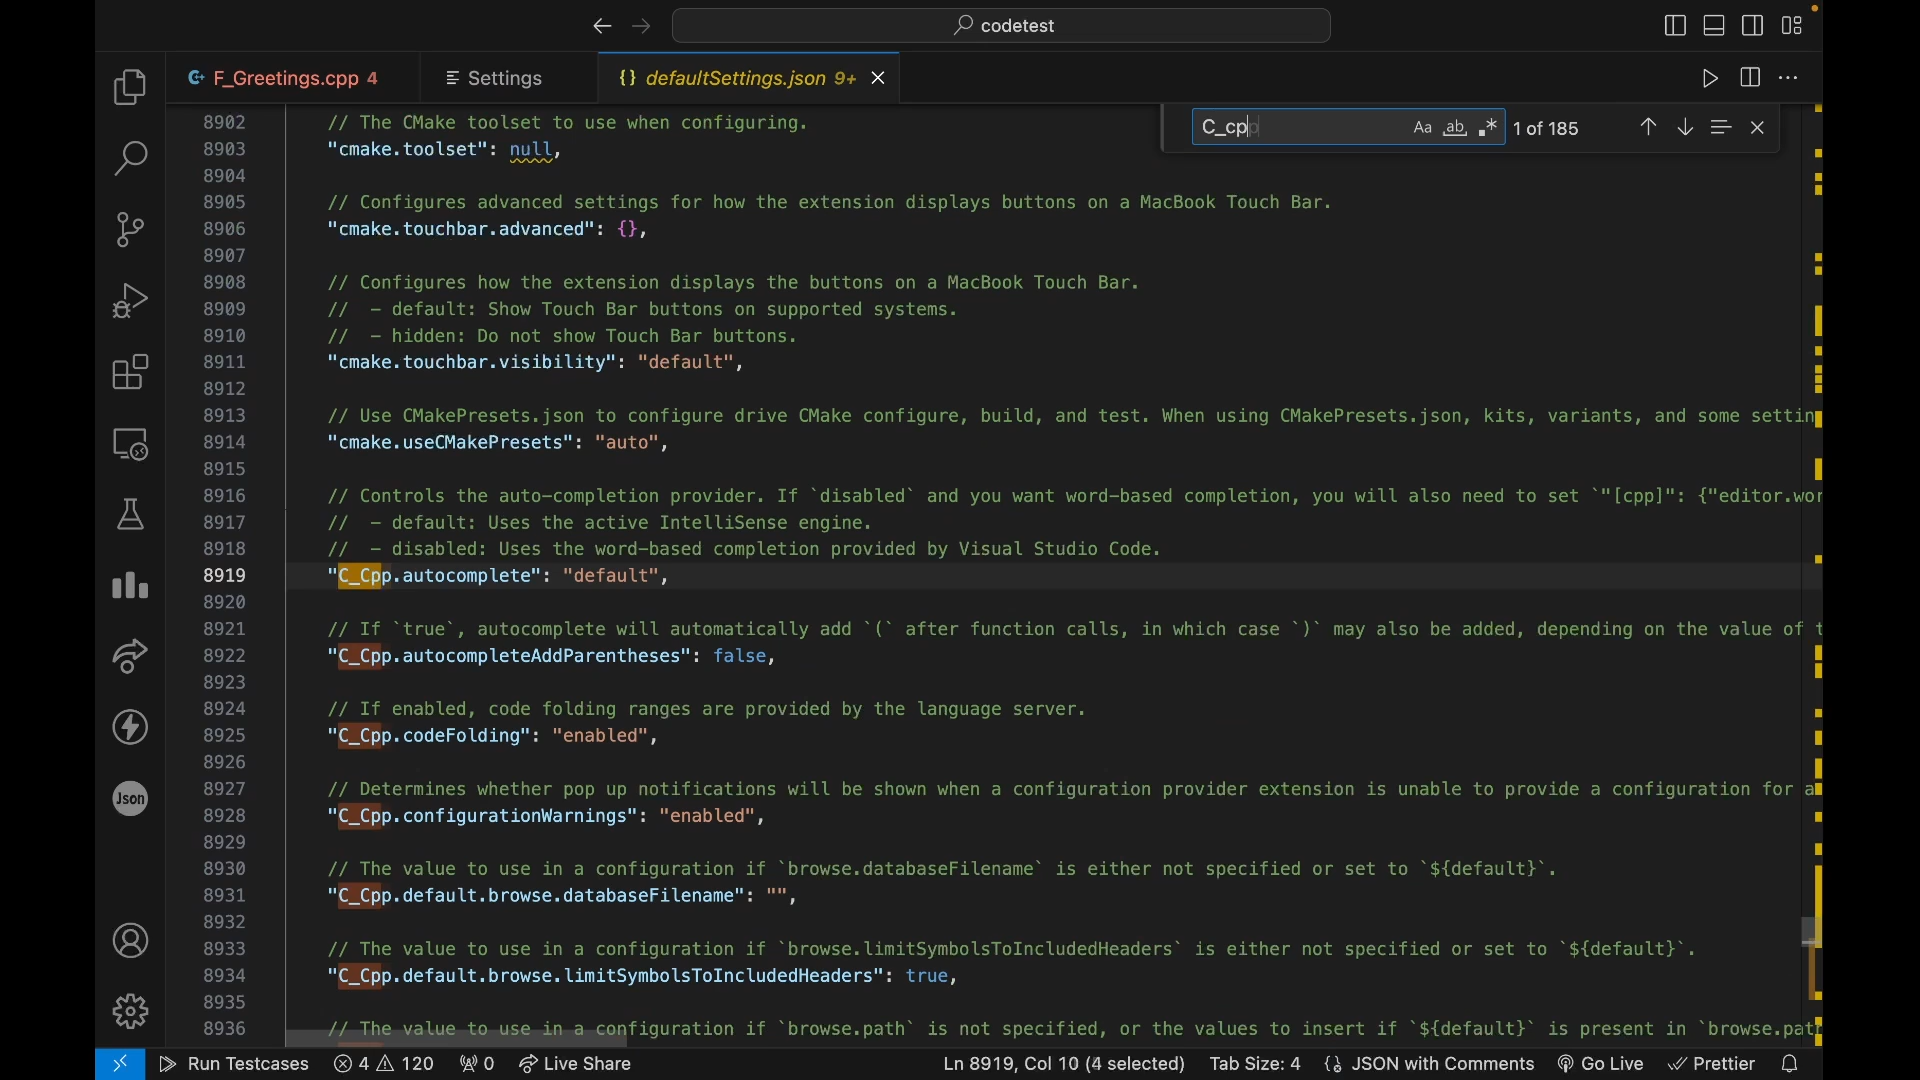 codetest
F_Greetings.cpp 4
Settings
{} defaultSettings.json 9+
C_cpp
Aa ab .*
1 of 185
8902 // The CMake toolset to use when configuring.
8903 "cmake.toolset": null,
8904
8905 // Configures advanced settings for how the extension displays buttons on a MacBook Touch Bar.
8906 "cmake.touchbar.advanced": {},
8907
8908 // Configures how the extension displays the buttons on a MacBook Touch Bar.
8909 //  - default: Show Touch Bar buttons on supported systems.
8910 //  - hidden: Do not show Touch Bar buttons.
8911 "cmake.touchbar.visibility": "default",
8912
8913 // Use CMakePresets.json to configure drive CMake configure, build, and test. When using CMakePresets.json, kits, variants, and some settin
8914 "cmake.useCMakePresets": "auto",
8915
8916 // Controls the auto-completion provider. If `disabled` and you want word-based completion, you will also need to set `"[cpp]": {"editor.wor
8917 //  - default: Uses the active IntelliSense engine.
8918 //  - disabled: Uses the word-based completion provided by Visual Studio Code.
8919 "C_Cpp.autocomplete": "default",
8920
8921 // If `true`, autocomplete will automatically add `(` after function calls, in which case `)` may also be added, depending on the value of t
8922 "C_Cpp.autocompleteAddParentheses": false,
8923
8924 // If enabled, code folding ranges are provided by the language server.
8925 "C_Cpp.codeFolding": "enabled",
8926
8927 // Determines whether pop up notifications will be shown when a configuration provider extension is unable to provide a configuration for a
8928 "C_Cpp.configurationWarnings": "enabled",
8929
8930 // The value to use in a configuration if `browse.databaseFilename` is either not specified or set to `${default}`.
8931 "C_Cpp.default.browse.databaseFilename": "",
8932
8933 // The value to use in a configuration if `browse.limitSymbolsToIncludedHeaders` is either not specified or set to `${default}`.
8934 "C_Cpp.default.browse.limitSymbolsToIncludedHeaders": true,
8935
8936 // The value to use in a configuration if `browse.path` is not specified, or the values to insert if `${default}` is present in `browse.pat
Json
Run Testcases 4 120 0 Live Share Ln 8919, Col 10 (4 selected) Tab Size: 4 {} JSON with Comments Go Live Prettier